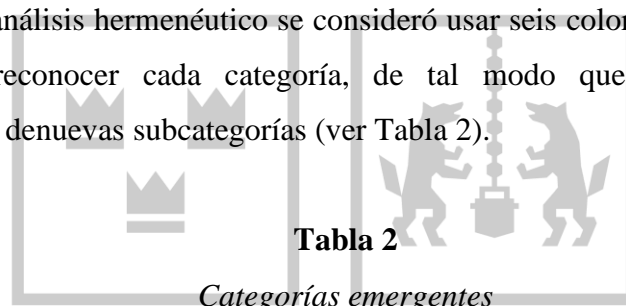 análisis hermenéutico se consideró usar seis color
reconocer cada categoría, de tal modo que
denuevas subcategorías (ver Tabla 2).
Tabla 2
Categorías emergentes